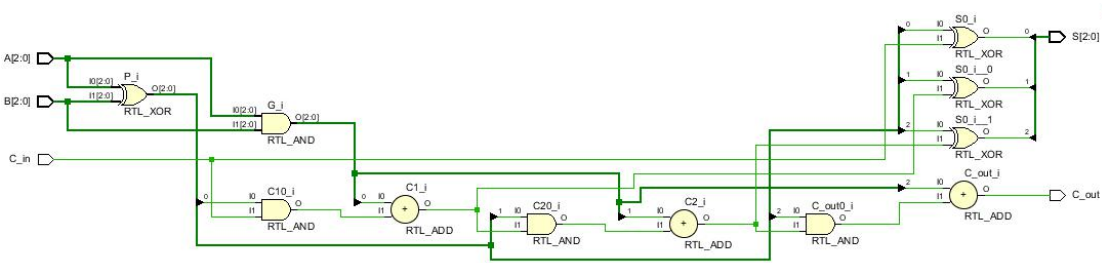 S0_i
0
I0
O
0
S[2:0]
I1
RTL_XOR
A[2:0]
P_i
S0_i__0
I0[2:0]
O[2:0]
1
I0
O
1
B[2:0]
I1[2:0]
G_i
I1
RTL_XOR
RTL_XOR
I0[2:0]
O[2:0]
S0_i__1
I1[2:0]
2
I0
O
2
RTL_AND
I1
C_in
RTL_XOR
C_out_i
C10_i
C1_i
2
I0
O
C_out
0
I0
O
0
I0
O
C20_i
C2_i
C_out0_i
I1
I1
I1
1
I0
O
1
I0
O
2
I0
O
RTL_ADD
RTL_AND
RTL_ADD
I1
I1
I1
RTL_AND
RTL_ADD
RTL_AND